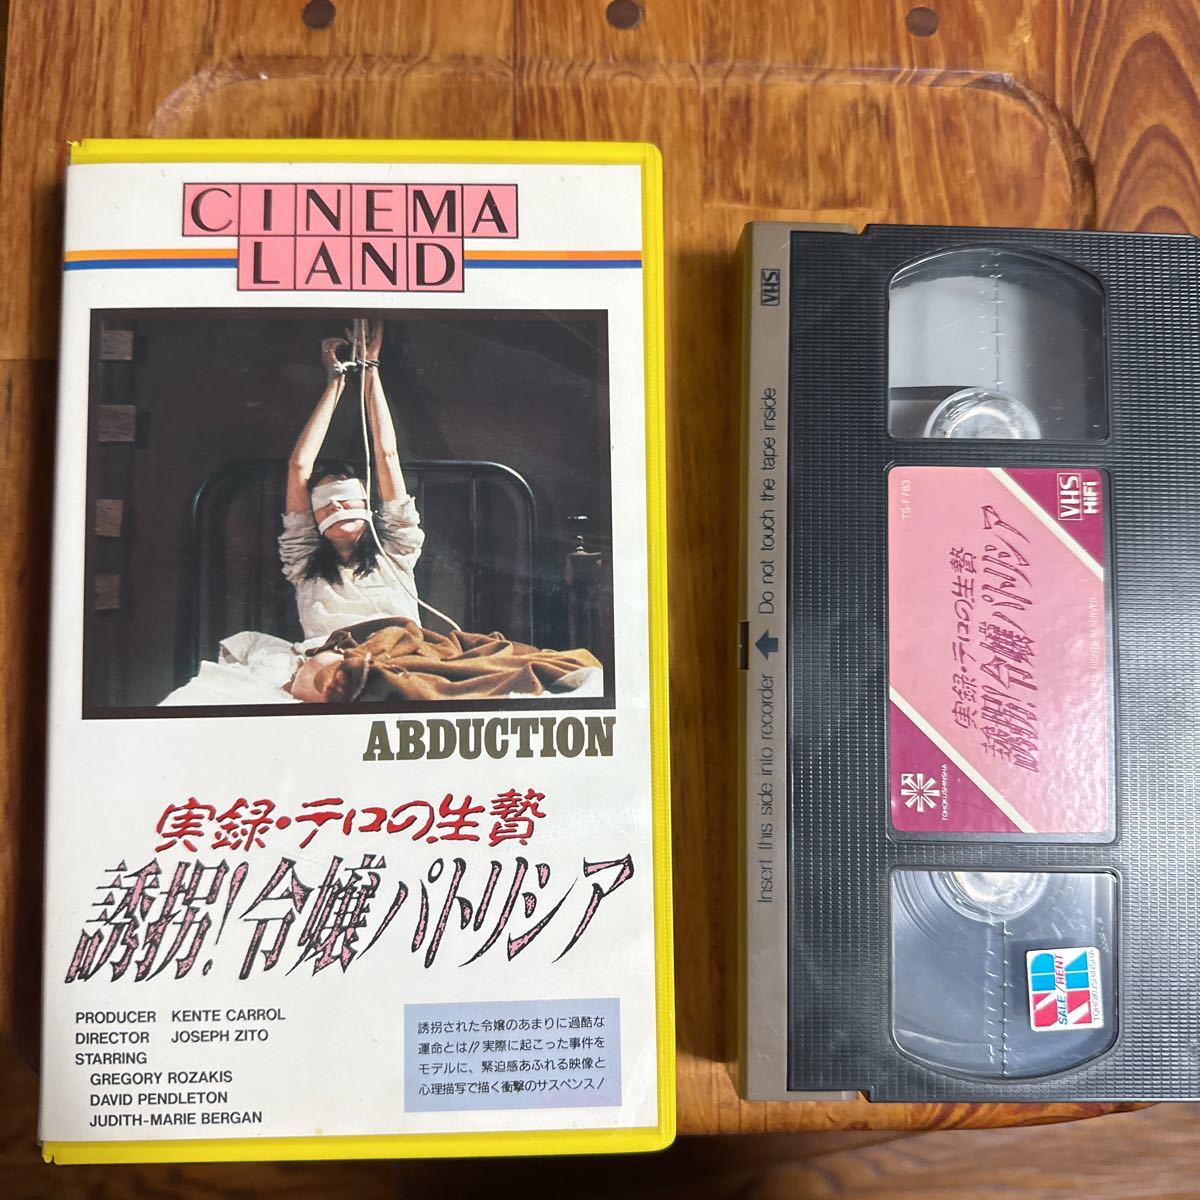 CINEMA
LAND
ABDUCTION
実録・テロの生贄
誘拐!令嬢パトリシア
PRODUCER KENTE CARROL
DIRECTOR JOSEPH ZITO
STARRING
GREGORY ROZAKIS
DAVID PENDLETON
JUDITH-MARIE BERGAN
誘拐された令嬢のあまりに過酷な
運命とは!!実際に起こった事件を
モデルに、緊迫感あふれる映像と
心理描写で描く衝撃のサスペンス!
VHS
Insert this side into recorder Do not touch the tape inside
TS-F783
VHS
HiFi
実録・テロの生贄
誘拐!令嬢パトリシア
TOHOKUSHINSHA
SALE/RENT
TOHOKUSHINSHA